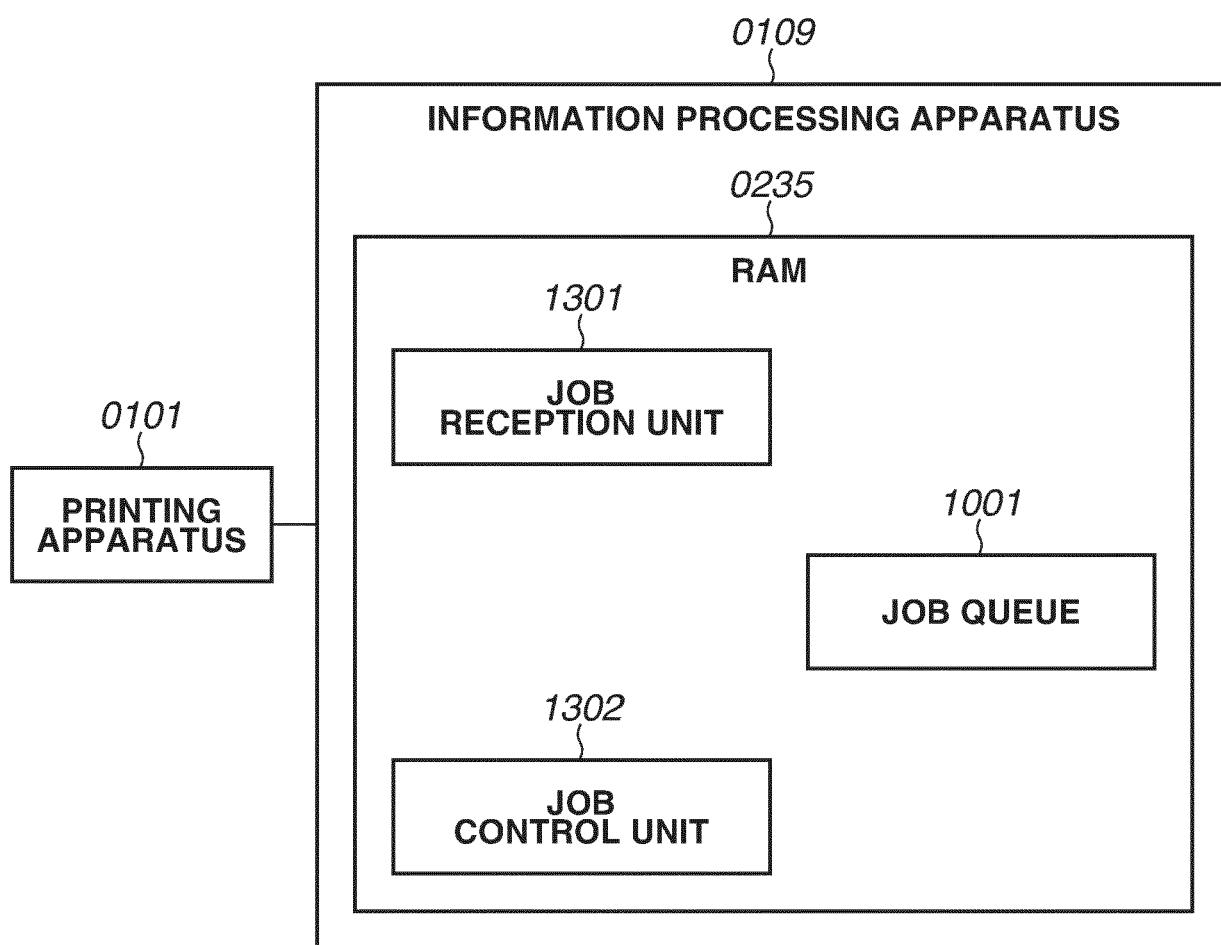 0109
INFORMATION PROCESSING APPARATUS
0235
RAM
1301
JOB
RECEPTION UNIT
0101
PRINTING
APPARATUS
1001
JOB QUEUE
1302
JOB
CONTROL UNIT